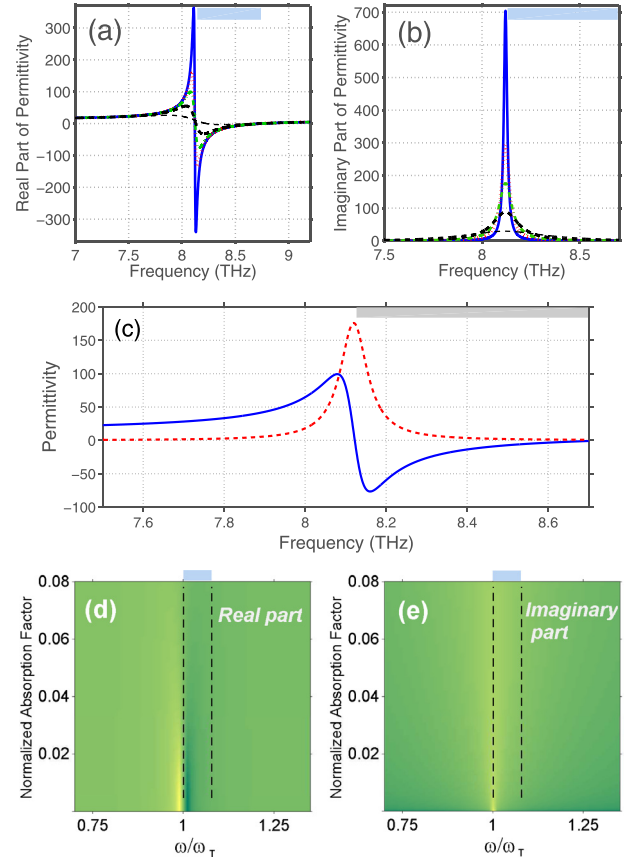 (a)
Real Part of Permittivity
300
200
100
0
−100
−200
−300
7
7.5
8
8.5
9
Frequency (THz)
(b)
Imaginary Part of Permittivity
700
600
500
400
300
200
100
0
7.5
8
8.5
Frequency (THz)
(c)
Permittivity
200
150
100
50
0
−50
−100
7.6
7.8
8
8.2
8.4
8.6
Frequency (THz)
(d)
Real part
Normalized Absorption Factor
0.08
0.06
0.04
0.02
0.75
1
1.25
ω/ω_T
(e)
Imaginary
part
Normalized Absorption Factor
0.08
0.06
0.04
0.02
0.75
1
1.25
ω/ω_T